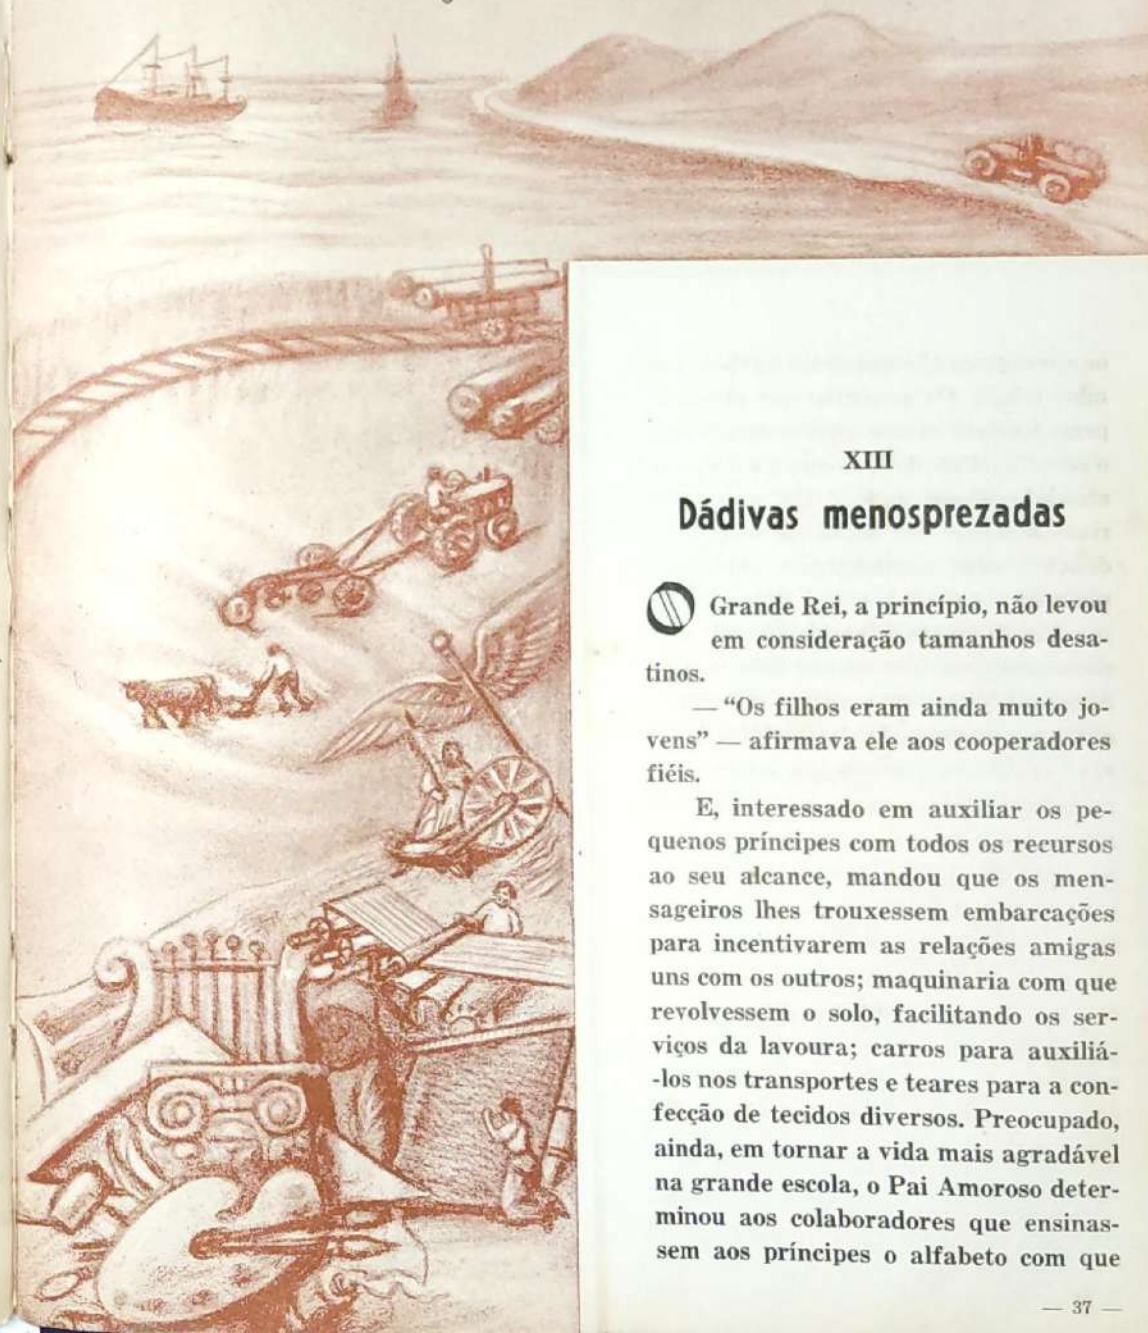 XIII
Dádivas menosprezadas
O Grande Rei, a princípio, não levou
em consideração tamanhos desa-
tinos.
— “Os filhos eram ainda muito jo-
vens” — afirmava ele aos cooperadores
fiéis.
E, interessado em auxiliar os pe-
quenos príncipes com todos os recursos
ao seu alcance, mandou que os men-
sageiros lhes trouxessem embarcações
para incentivarem as relações amigas
uns com os outros; maquinaria com que
revolvessem o solo, facilitando os ser-
viços da lavoura; carros para auxiliá-
-los nos transportes e teares para a con-
fecção de tecidos diversos. Preocupado,
ainda, em tornar a vida mais agradável
na grande escola, o Pai Amoroso deter-
minou aos colaboradores que ensinas-
sem aos príncipes o alfabeto com que
— 37 —